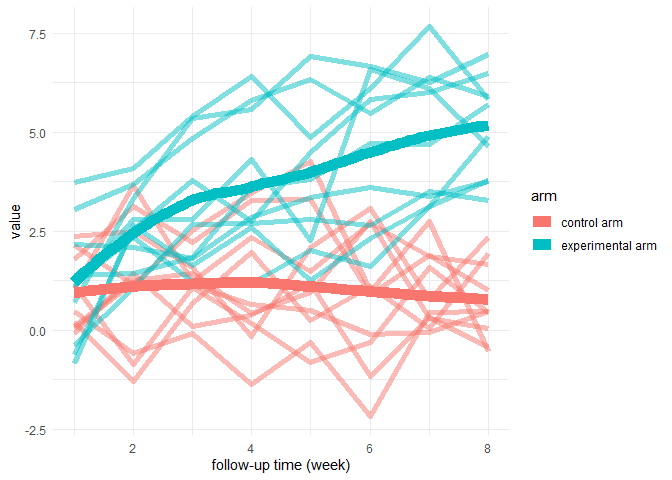 7.5
5.0
2.5
0.0
-2.5
value
2
4
6
8
follow-up time (week)
arm
control arm
experimental arm